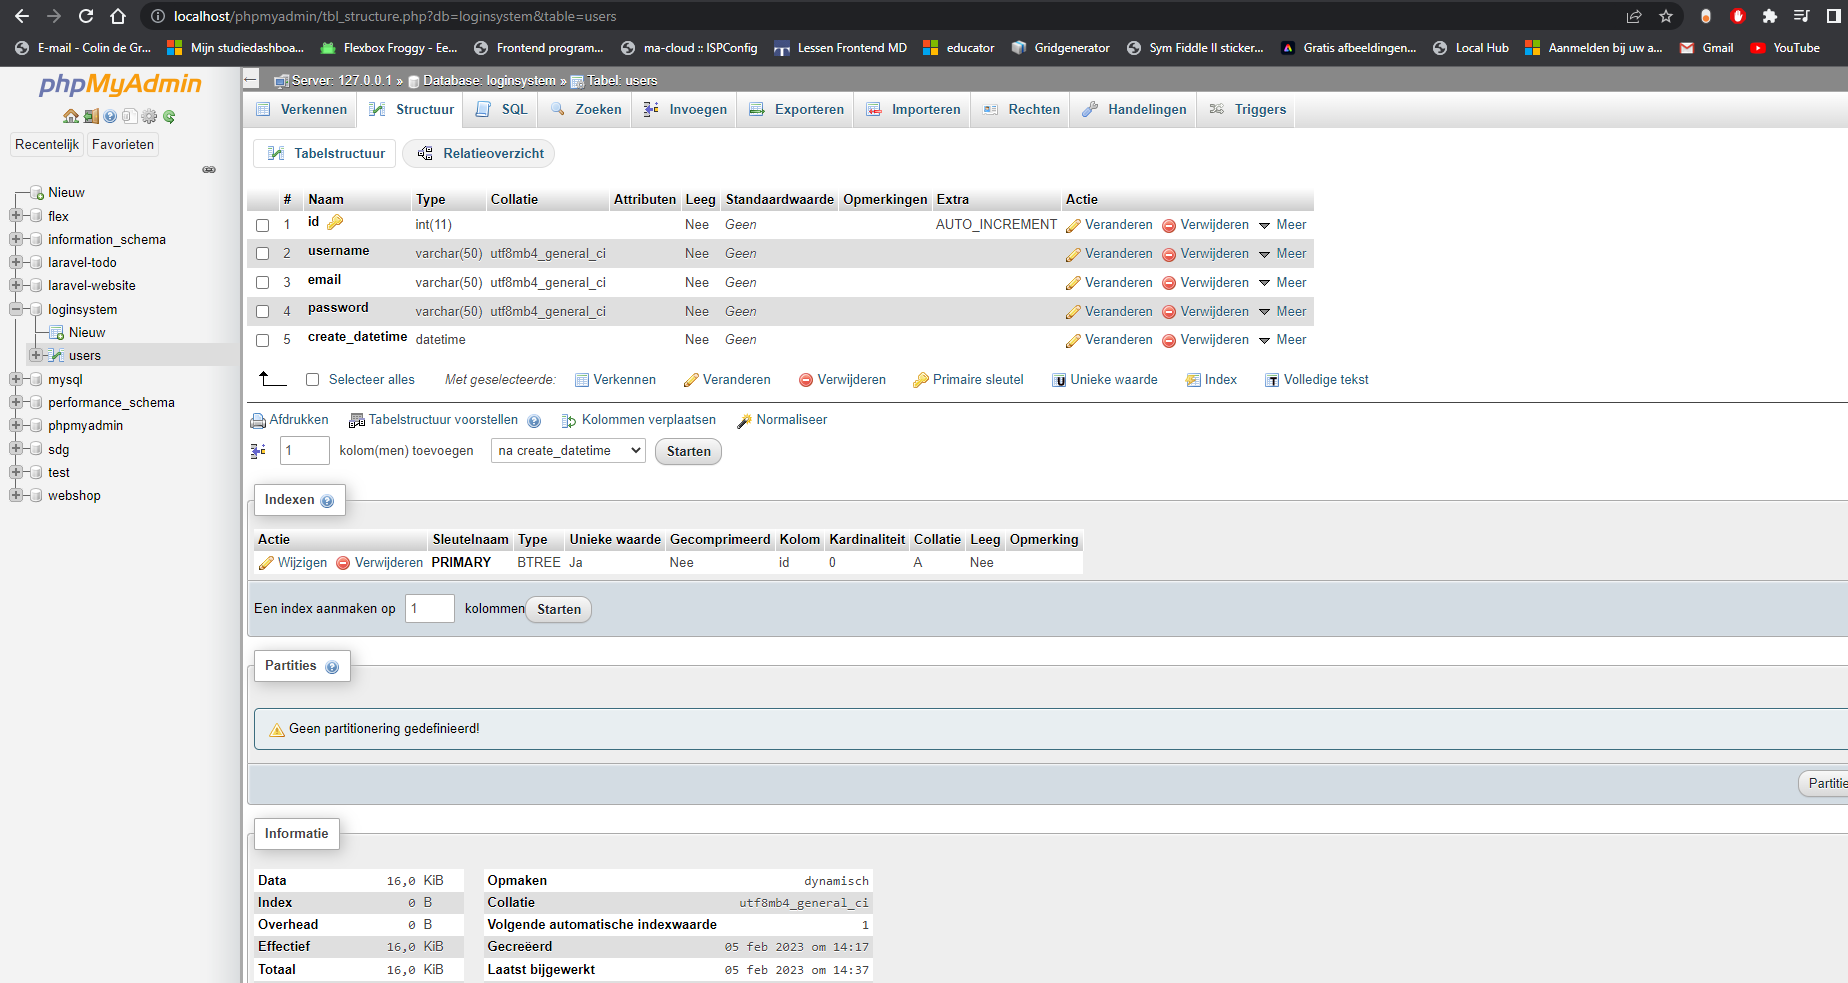 localhost/phpmyadmin/tbl_structure.php?db=loginsystem&table=users
E-mail - Colin de Gr... Mijn studiedashboa... Flexbox Froggy - Ee... Frontend program... ma-cloud :: ISPConfig Lessen Frontend MD educator Gridgenerator Sym Fiddle II sticker... Gratis afbeeldingen... Local Hub Aanmelden bij uw a... Gmail YouTube
phpMyAdmin
Recentelijk Favorieten
Nieuw
flex
information_schema
laravel-todo
laravel-website
loginsystem
Nieuw
users
mysql
performance_schema
phpmyadmin
sdg
test
webshop
Server: 127.0.0.1 » Database: loginsystem » Tabel: users
Verkennen Structuur SQL Zoeken Invoegen Exporteren Importeren Rechten Handelingen Triggers
Tabelstructuur Relatieoverzicht
# Naam Type Collatie Attributen Leeg Standaardwaarde Opmerkingen Extra Actie
1 id int(11) Nee Geen AUTO_INCREMENT Veranderen Verwijderen Meer
2 username varchar(50) utf8mb4_general_ci Nee Geen Veranderen Verwijderen Meer
3 email varchar(50) utf8mb4_general_ci Nee Geen Veranderen Verwijderen Meer
4 password varchar(50) utf8mb4_general_ci Nee Geen Veranderen Verwijderen Meer
5 create_datetime datetime Nee Geen Veranderen Verwijderen Meer
Selecteer alles Met geselecteerde: Verkennen Veranderen Verwijderen Primaire sleutel Unieke waarde Index Volledige tekst
Afdrukken Tabelstructuur voorstellen Kolommen verplaatsen Normaliseer
1 kolom(men) toevoegen na create_datetime Starten
Indexen
Actie Sleutelnaam Type Unieke waarde Gecomprimeerd Kolom Kardinaliteit Collatie Leeg Opmerking
Wijzigen Verwijderen PRIMARY BTREE Ja Nee id 0 A Nee
Een index aanmaken op 1 kolommen Starten
Partities
Geen partitionering gedefinieerd!
Partitie
Informatie
Data 16,0 KiB
Index 0 B
Overhead 0 B
Effectief 16,0 KiB
Totaal 16,0 KiB
Opmaken dynamisch
Collatie utf8mb4_general_ci
Volgende automatische indexwaarde 1
Gecreëerd 05 feb 2023 om 14:17
Laatst bijgewerkt 05 feb 2023 om 14:37